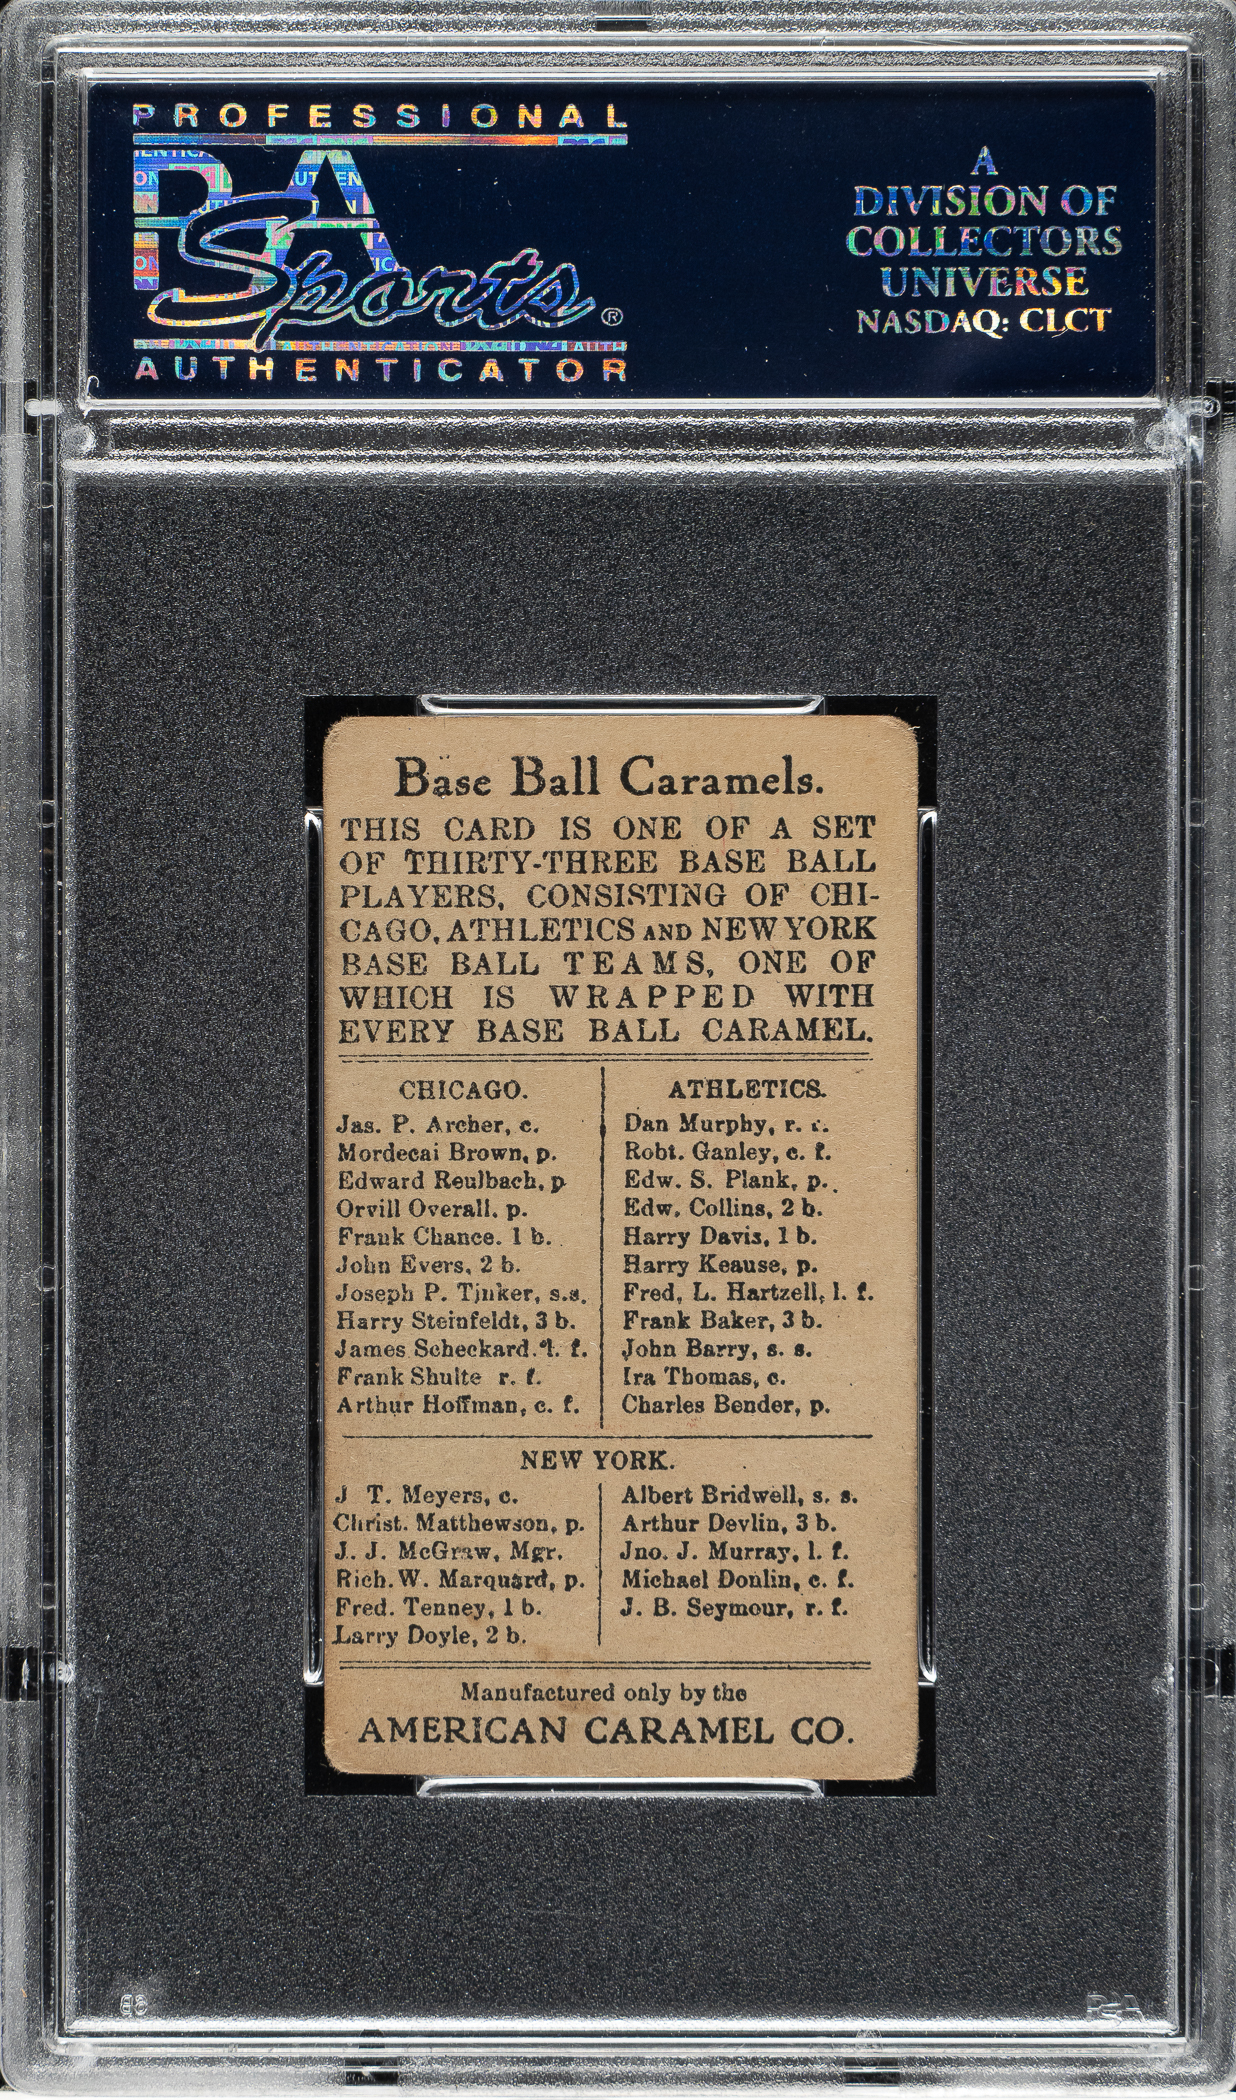 PROFESSIONAL
PSA
Sports®
AUTHENTICATOR
A
DIVISION OF
COLLECTORS
UNIVERSE
NASDAQ: CLCT
Base Ball Caramels.
THIS CARD IS ONE OF A SET
OF THIRTY-THREE BASE BALL
PLAYERS, CONSISTING OF CHI-
CAGO, ATHLETICS AND NEW YORK
BASE BALL TEAMS, ONE OF
WHICH IS WRAPPED WITH
EVERY BASE BALL CARAMEL.
CHICAGO.
Jas. P. Archer, c.
Mordecai Brown, p.
Edward Reulbach, p
Orvill Overall, p.
Frank Chance. 1 b.
John Evers, 2 b.
Joseph P. Tinker, s.s.
Harry Steinfeldt, 3 b.
James Scheckard. l. f.
Frank Shulte r. f.
Arthur Hoffman, c. f.
ATHLETICS.
Dan Murphy, r. f.
Robt. Ganley, c. f.
Edw. S. Plank, p.
Edw. Collins, 2 b.
Harry Davis, 1 b.
Harry Keause, p.
Fred, L. Hartzell, l. f.
Frank Baker, 3 b.
John Barry, s. s.
Ira Thomas, c.
Charles Bender, p.
NEW YORK.
J T. Meyers, c.
Christ. Matthewson, p.
J. J. McGraw, Mgr.
Rich. W. Marquard, p.
Fred. Tenney, 1 b.
Larry Doyle, 2 b.
Albert Bridwell, s. s.
Arthur Devlin, 3 b.
Jno. J. Murray, l. f.
Michael Donlin, c. f.
J. B. Seymour, r. f.
Manufactured only by the
AMERICAN CARAMEL CO.
PSA